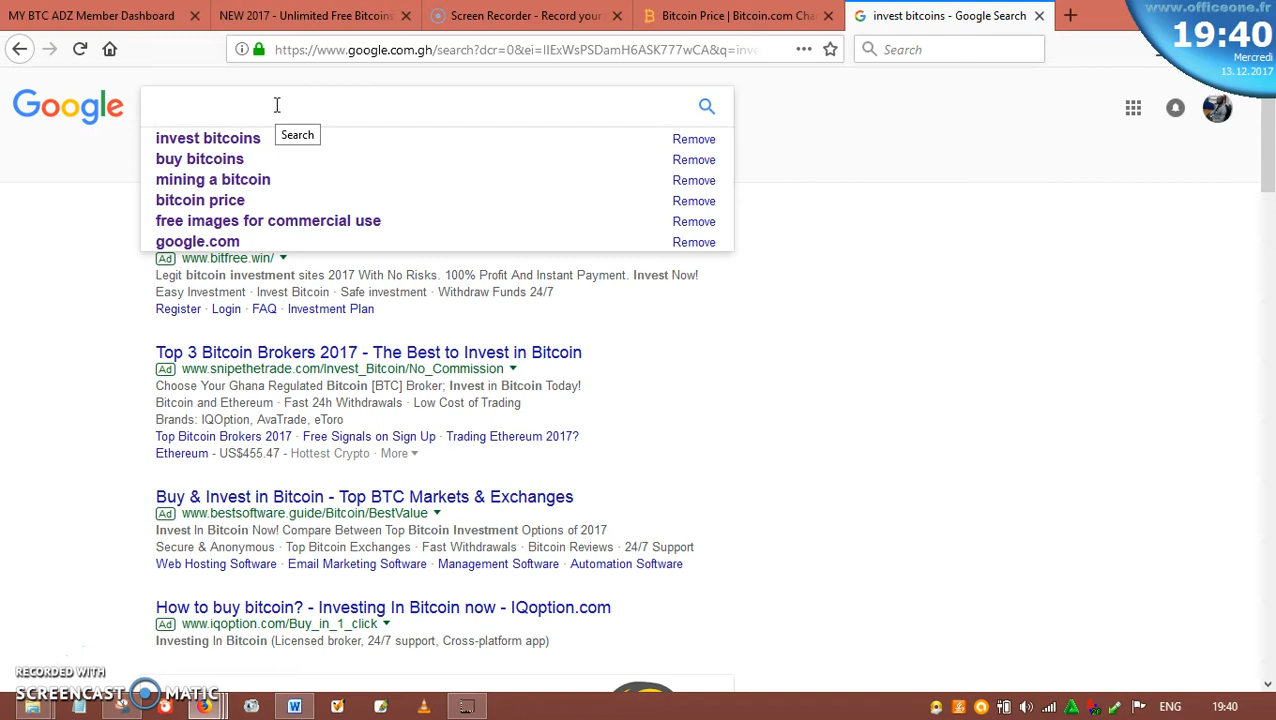 www.officeone.fr
19:40
Mercredi
13.12.2017
MY BTC ADZ Member Dashboard
NEW 2017 - Unlimited Free Bitcoins
Screen Recorder - Record your
Bitcoin Price | Bitcoin.com Cha
invest bitcoins - Google Search
https://www.google.com.gh/search?dcr=0&ei=IIExWsPSDamH6ASK777wCA&q=inve
Search
Google
Search
invest bitcoins Remove
buy bitcoins Remove
mining a bitcoin Remove
bitcoin price Remove
free images for commercial use Remove
google.com Remove
Ad www.bitfree.win/
Legit bitcoin investment sites 2017 With No Risks. 100% Profit And Instant Payment. Invest Now!
Easy Investment · Invest Bitcoin · Safe investment · Withdraw Funds 24/7
Register · Login · FAQ · Investment Plan
Top 3 Bitcoin Brokers 2017 - The Best to Invest in Bitcoin
Ad www.snipethetrade.com/Invest_Bitcoin/No_Commission
Choose Your Ghana Regulated Bitcoin [BTC] Broker; Invest in Bitcoin Today!
Bitcoin and Ethereum · Fast 24h Withdrawals · Low Cost of Trading
Brands: IQOption, AvaTrade, eToro
Top Bitcoin Brokers 2017 · Free Signals on Sign Up · Trading Ethereum 2017?
Ethereum - US$455.47 - Hottest Crypto · More
Buy & Invest in Bitcoin - Top BTC Markets & Exchanges
Ad www.bestsoftware.guide/Bitcoin/BestValue
Invest In Bitcoin Now! Compare Between Top Bitcoin Investment Options of 2017
Secure & Anonymous · Top Bitcoin Exchanges · Fast Withdrawals · Bitcoin Reviews · 24/7 Support
Web Hosting Software · Email Marketing Software · Management Software · Automation Software
How to buy bitcoin? - Investing In Bitcoin now - IQoption.com
Ad www.iqoption.com/Buy_in_1_click
Investing In Bitcoin (Licensed broker, 24/7 support, Cross-platform app)
RECORDED WITH
SCREENCAST MATIC
ENG 19:40